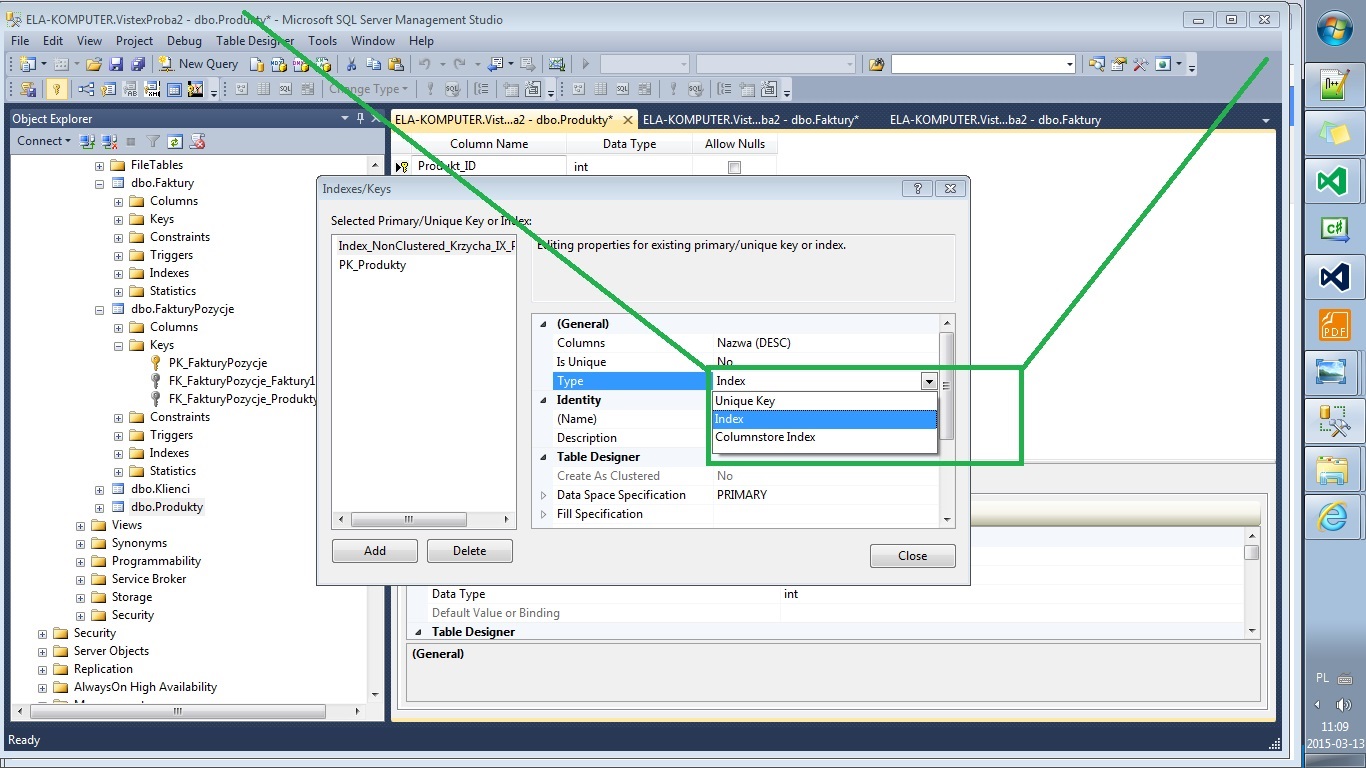 ELA-KOMPUTER.VistexProba2 - dbo.Produkty* - Microsoft SQL Server Management Studio
File Edit View Project Debug Table Designer Tools Window Help
New Query
Change Type
Object Explorer
Connect
FileTables
dbo.Faktury
Columns
Keys
Constraints
Triggers
Indexes
Statistics
dbo.FakturyPozycje
Columns
Keys
PK_FakturyPozycje
FK_FakturyPozycje_Faktury1
FK_FakturyPozycje_Produkty
Constraints
Triggers
Indexes
Statistics
dbo.Klienci
dbo.Produkty
Views
Synonyms
Programmability
Service Broker
Storage
Security
Security
Server Objects
Replication
AlwaysOn High Availability
ELA-KOMPUTER.Vist...a2 - dbo.Produkty* ELA-KOMPUTER.Vist...ba2 - dbo.Faktury* ELA-KOMPUTER.Vist...ba2 - dbo.Faktury
Column Name Data Type Allow Nulls
Produkt_ID int
Indexes/Keys
Selected Primary/Unique Key or Index:
Index_NonClustered_Krzycha_IX_P
PK_Produkty
Editing properties for existing primary/unique key or index.
(General)
Columns Nazwa (DESC)
Is Unique No
Type Index
Unique Key
Index
Columnstore Index
Identity
(Name)
Description
Table Designer
Create As Clustered No
Data Space Specification PRIMARY
Fill Specification
Add Delete Close
Data Type int
Default Value or Binding
Table Designer
(General)
Ready
PDF
PL
11:09
2015-03-13